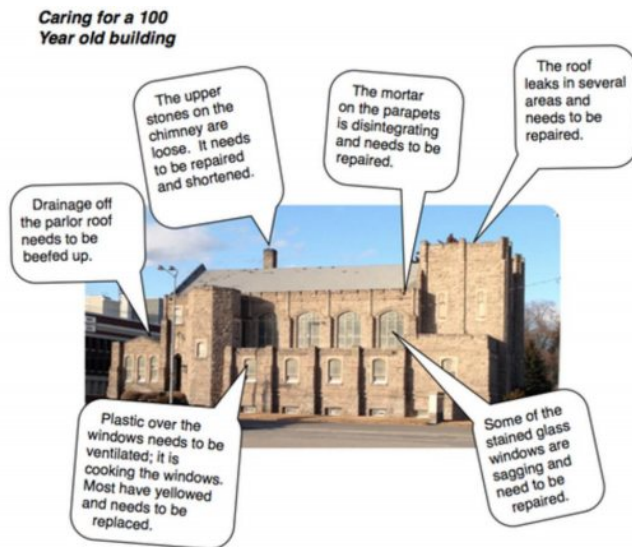 Caring for a 100
Year old building
The upper
stones on the
chimney are
loose. It needs
to be repaired
and shortened.
The mortar
on the parapets
is disintegrating
and needs to be
repaired.
The roof
leaks in several
areas and needs to be
repaired.
Drainage off
the parlor roof
needs to be
beefed up.
Plastic over the
windows needs to be
ventilated; it is
cooking the windows.
Most have yellowed
and needs to be
replaced.
Some of the
stained glass
windows are
sagging and
need to be
repaired.